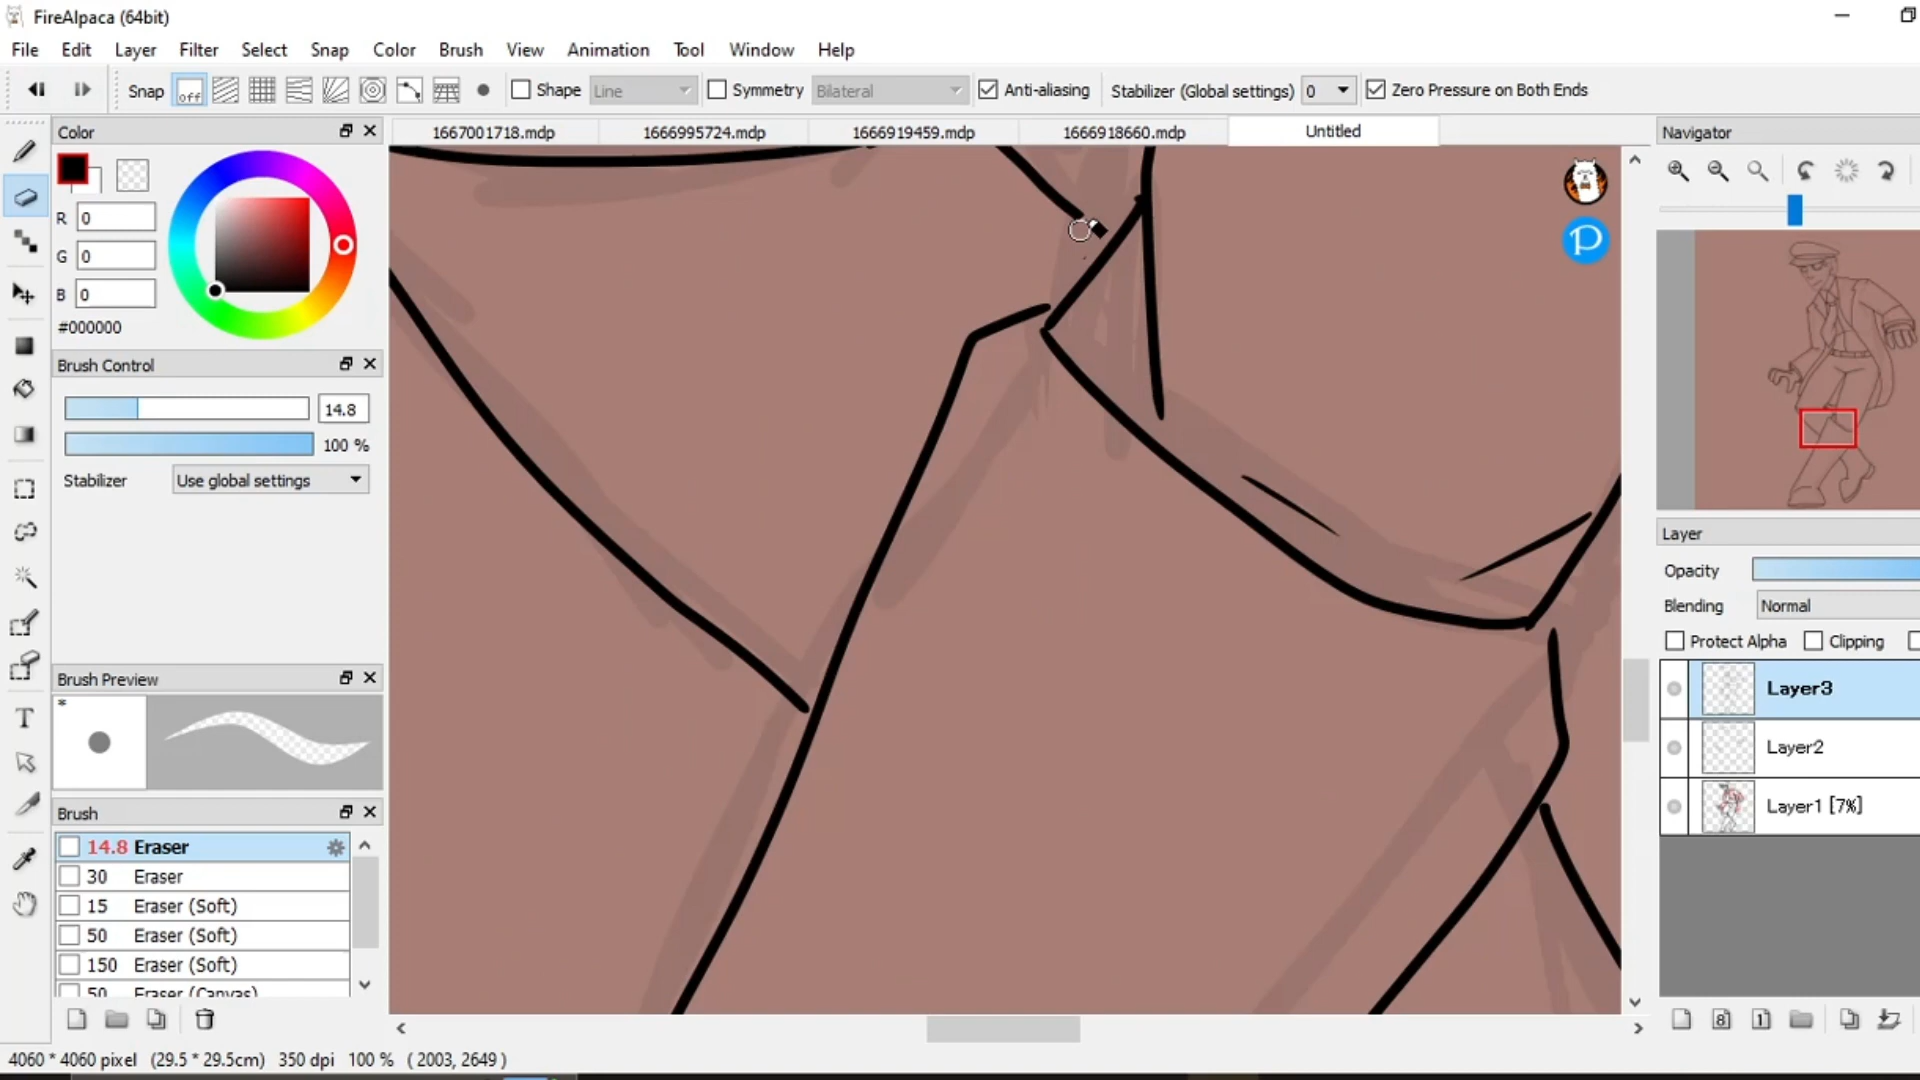 FireAlpaca (64bit)
File Edit Layer Filter Select Snap Color Brush View Animation Tool Window Help
Snap off Shape Line Symmetry Bilateral Anti-aliasing Stabilizer (Global settings) 0 Zero Pressure on Both Ends
Color
1667001718.mdp 1666995724.mdp 1666919459.mdp 1666918660.mdp Untitled
Navigator
R 0
G 0
B 0
#000000
P
Brush Control
14.8
100 %
Stabilizer Use global settings
Layer
Opacity
Blending Normal
Protect Alpha Clipping
Layer3
Layer2
Layer1 [7%]
Brush Preview
*
Brush
14.8 Eraser
30 Eraser
15 Eraser (Soft)
50 Eraser (Soft)
150 Eraser (Soft)
50 Eraser (Canvas)
T
8 1
4060 * 4060 pixel (29.5 * 29.5cm) 350 dpi 100 % ( 2003, 2649 )